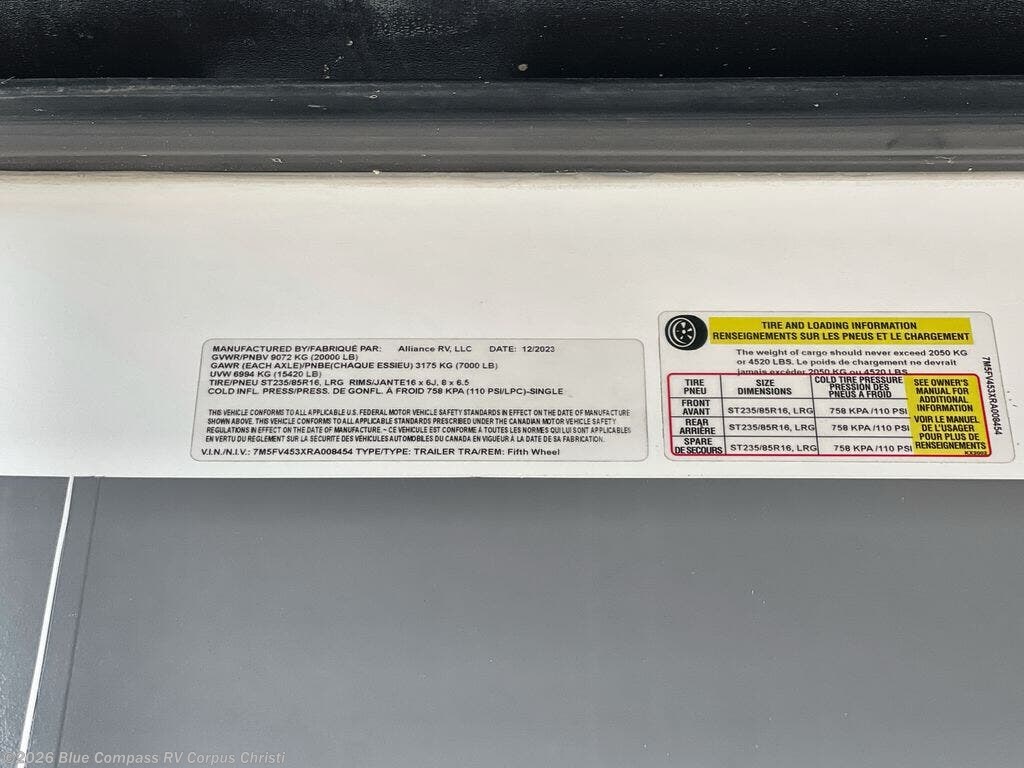 MANUFACTURED BY/FABRIQUÉ PAR: Alliance RV, LLC DATE: 12/2023
GVWR/PNBV 9072 KG (20000 LB)
GAWR (EACH AXLE)/PNBE(CHAQUE ESSIEU) 3175 KG (7000 LB)
UVW 6994 KG (15420 LB)
TIRE/PNEU ST235/85R16, LRG RIMS/JANTE16 x 6J, 8 x 6.5
COLD INFL. PRESS/PRESS. DE GONFL. À FROID 758 KPA (110 PSI/LPC)-SINGLE
THIS VEHICLE CONFORMS TO ALL APPLICABLE U.S. FEDERAL MOTOR VEHICLE SAFETY STANDARDS IN EFFECT ON THE DATE OF MANUFACTURE
SHOWN ABOVE. THIS VEHICLE CONFORMS TO ALL APPLICABLE STANDARDS PRESCRIBED UNDER THE CANADIAN MOTOR VEHICLE SAFETY
REGULATIONS IN EFFECT ON THE DATE OF MANUFACTURE. ~ CE VÉHICULE EST CONFORME À TOUTES LES NORMES QUI LUI SONT APPLICABLES
EN VERTU DU REGLEMENT SUR LA SÉCURITÉ DES VÉHICULES AUTOMOBILES DU CANADA EN VIGUEUR À LA DATE DE SA FABRICATION.
V.I.N./N.I.V.: 7M5FV453XRA008454 TYPE/TYPE: TRAILER TRA/REM: Fifth Wheel
TIRE AND LOADING INFORMATION
RENSEIGNEMENTS SUR LES PNEUS ET LE CHARGEMENT
The weight of cargo should never exceed 2050 KG
or 4520 LBS. Le poids de chargement ne devrait
jamais excéder 2050 KG ou 4520 LBS.
TIRE PNEU SIZE DIMENSIONS COLD TIRE PRESSURE PRESSION DES PNEUS À FROID
FRONT AVANT ST235/85R16, LRG 758 KPA /110 PSI
REAR ARRIÈRE ST235/85R16, LRG 758 KPA /110 PSI
SPARE DE SECOURS ST235/85R16, LRG 758 KPA /110 PSI
SEE OWNER'S
MANUAL FOR
ADDITIONAL
INFORMATION
VOIR LE MANUEL
DE L'USAGER
POUR PLUS DE
RENSEIGNEMENTS
7M5FV453XRA008454
©2026 Blue Compass RV Corpus Christi